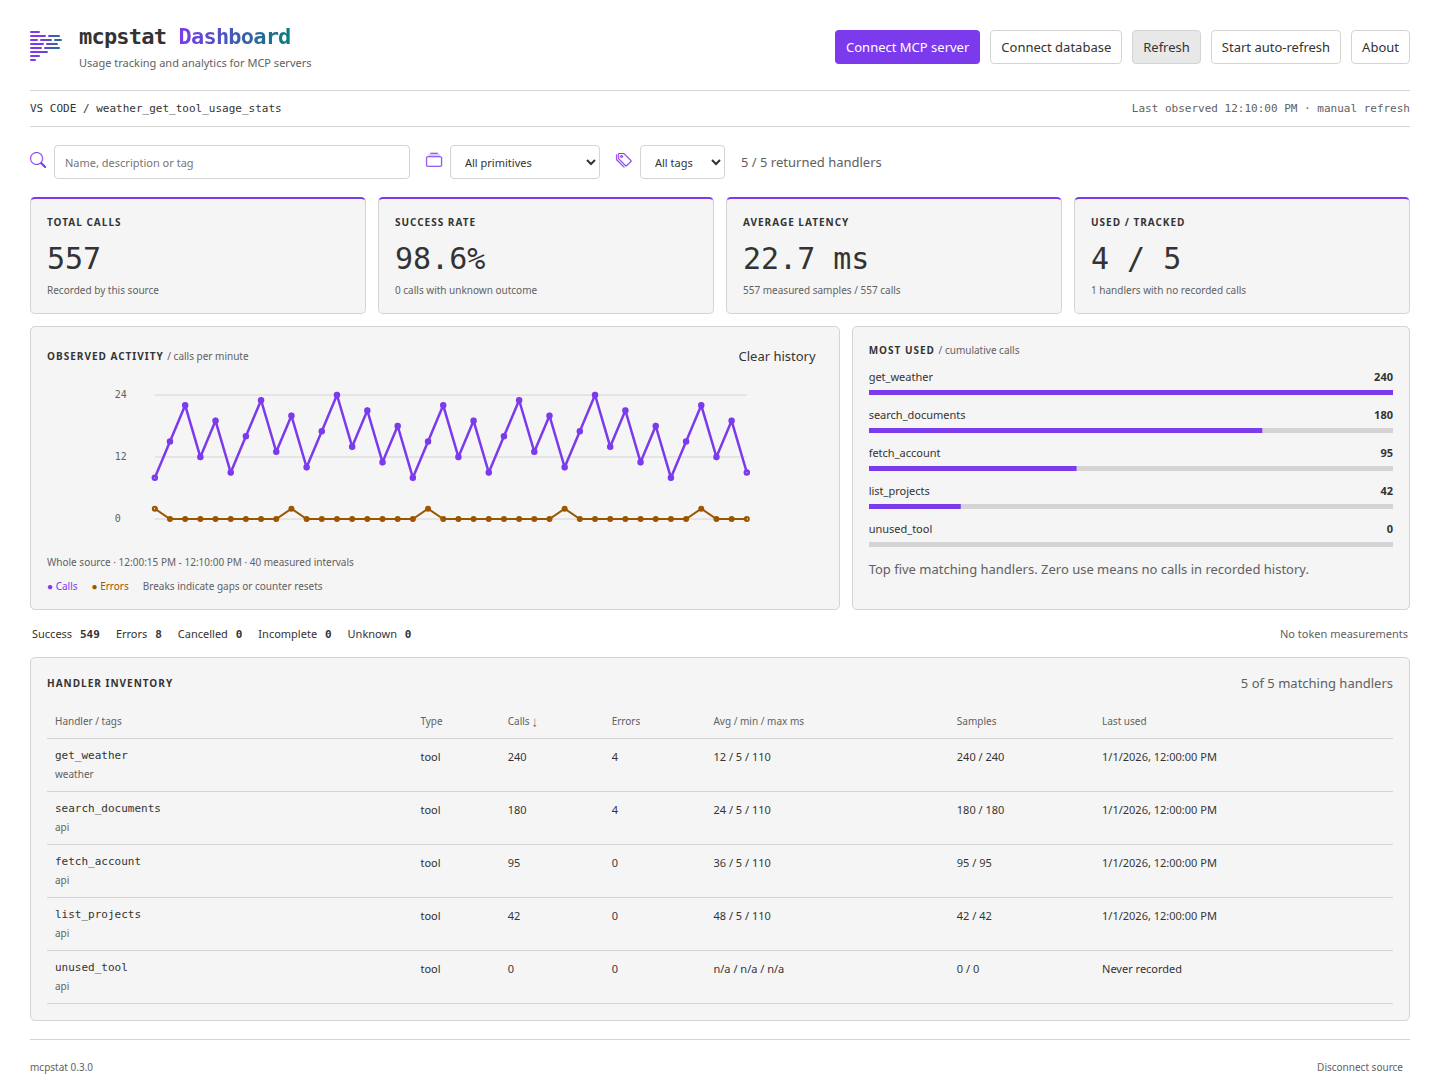 mcpstat Dashboard
Usage tracking and analytics for MCP servers
Connect MCP server
Connect database
Refresh
Start auto-refresh
About
VS CODE / weather_get_tool_usage_stats
Last observed 12:10:00 PM · manual refresh
Name, description or tag
All primitives
All tags
5 / 5 returned handlers
TOTAL CALLS
557
Recorded by this source
SUCCESS RATE
98.6%
0 calls with unknown outcome
AVERAGE LATENCY
22.7 ms
557 measured samples / 557 calls
USED / TRACKED
4 / 5
1 handlers with no recorded calls
OBSERVED ACTIVITY / calls per minute
Clear history
24
12
0
Whole source · 12:00:15 PM - 12:10:00 PM · 40 measured intervals
● Calls ● Errors Breaks indicate gaps or counter resets
MOST USED / cumulative calls
get_weather 240
search_documents 180
fetch_account 95
list_projects 42
unused_tool 0
Top five matching handlers. Zero use means no calls in recorded history.
Success 549 Errors 8 Cancelled 0 Incomplete 0 Unknown 0
No token measurements
HANDLER INVENTORY
5 of 5 matching handlers
Handler / tags Type Calls ↓ Errors Avg / min / max ms Samples Last used
get_weather tool 240 4 12 / 5 / 110 240 / 240 1/1/2026, 12:00:00 PM
weather
search_documents tool 180 4 24 / 5 / 110 180 / 180 1/1/2026, 12:00:00 PM
api
fetch_account tool 95 0 36 / 5 / 110 95 / 95 1/1/2026, 12:00:00 PM
api
list_projects tool 42 0 48 / 5 / 110 42 / 42 1/1/2026, 12:00:00 PM
api
unused_tool tool 0 0 n/a / n/a / n/a 0 / 0 Never recorded
api
mcpstat 0.3.0
Disconnect source